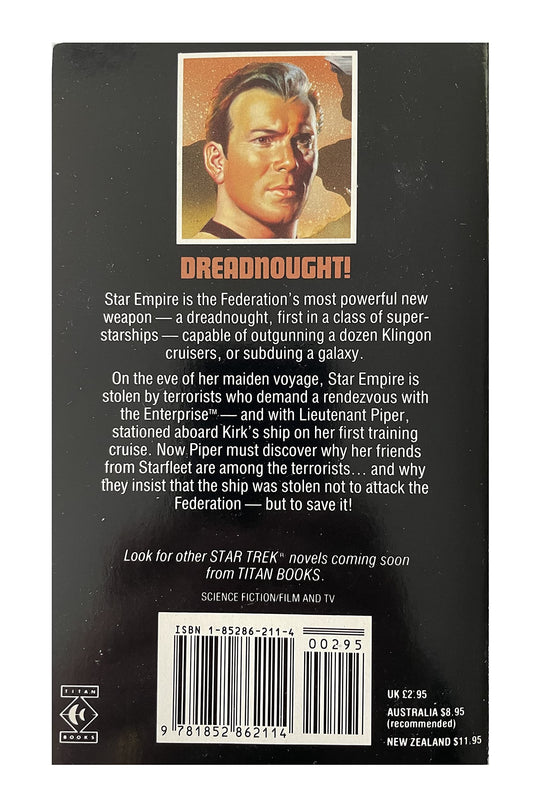 DREADNOUGHT!
Star Empire is the Federation's most powerful new
weapon — a dreadnought, first in a class of super-
starships — capable of outgunning a dozen Klingon
cruisers, or subduing a galaxy.
On the eve of her maiden voyage, Star Empire is
stolen by terrorists who demand a rendezvous with
the Enterprise™ — and with Lieutenant Piper,
stationed aboard Kirk's ship on her first training
cruise. Now Piper must discover why her friends
from Starfleet are among the terrorists... and why
they insist that the ship was stolen not to attack the
Federation — but to save it!
Look for other STAR TREK® novels coming soon
from TITAN BOOKS.
SCIENCE FICTION/FILM AND TV
ISBN 1-85286-211-4
00295
9 781852 862114
TITAN
BOOKS
UK £2.95
AUSTRALIA $8.95
(recommended)
NEW ZEALAND $11.95